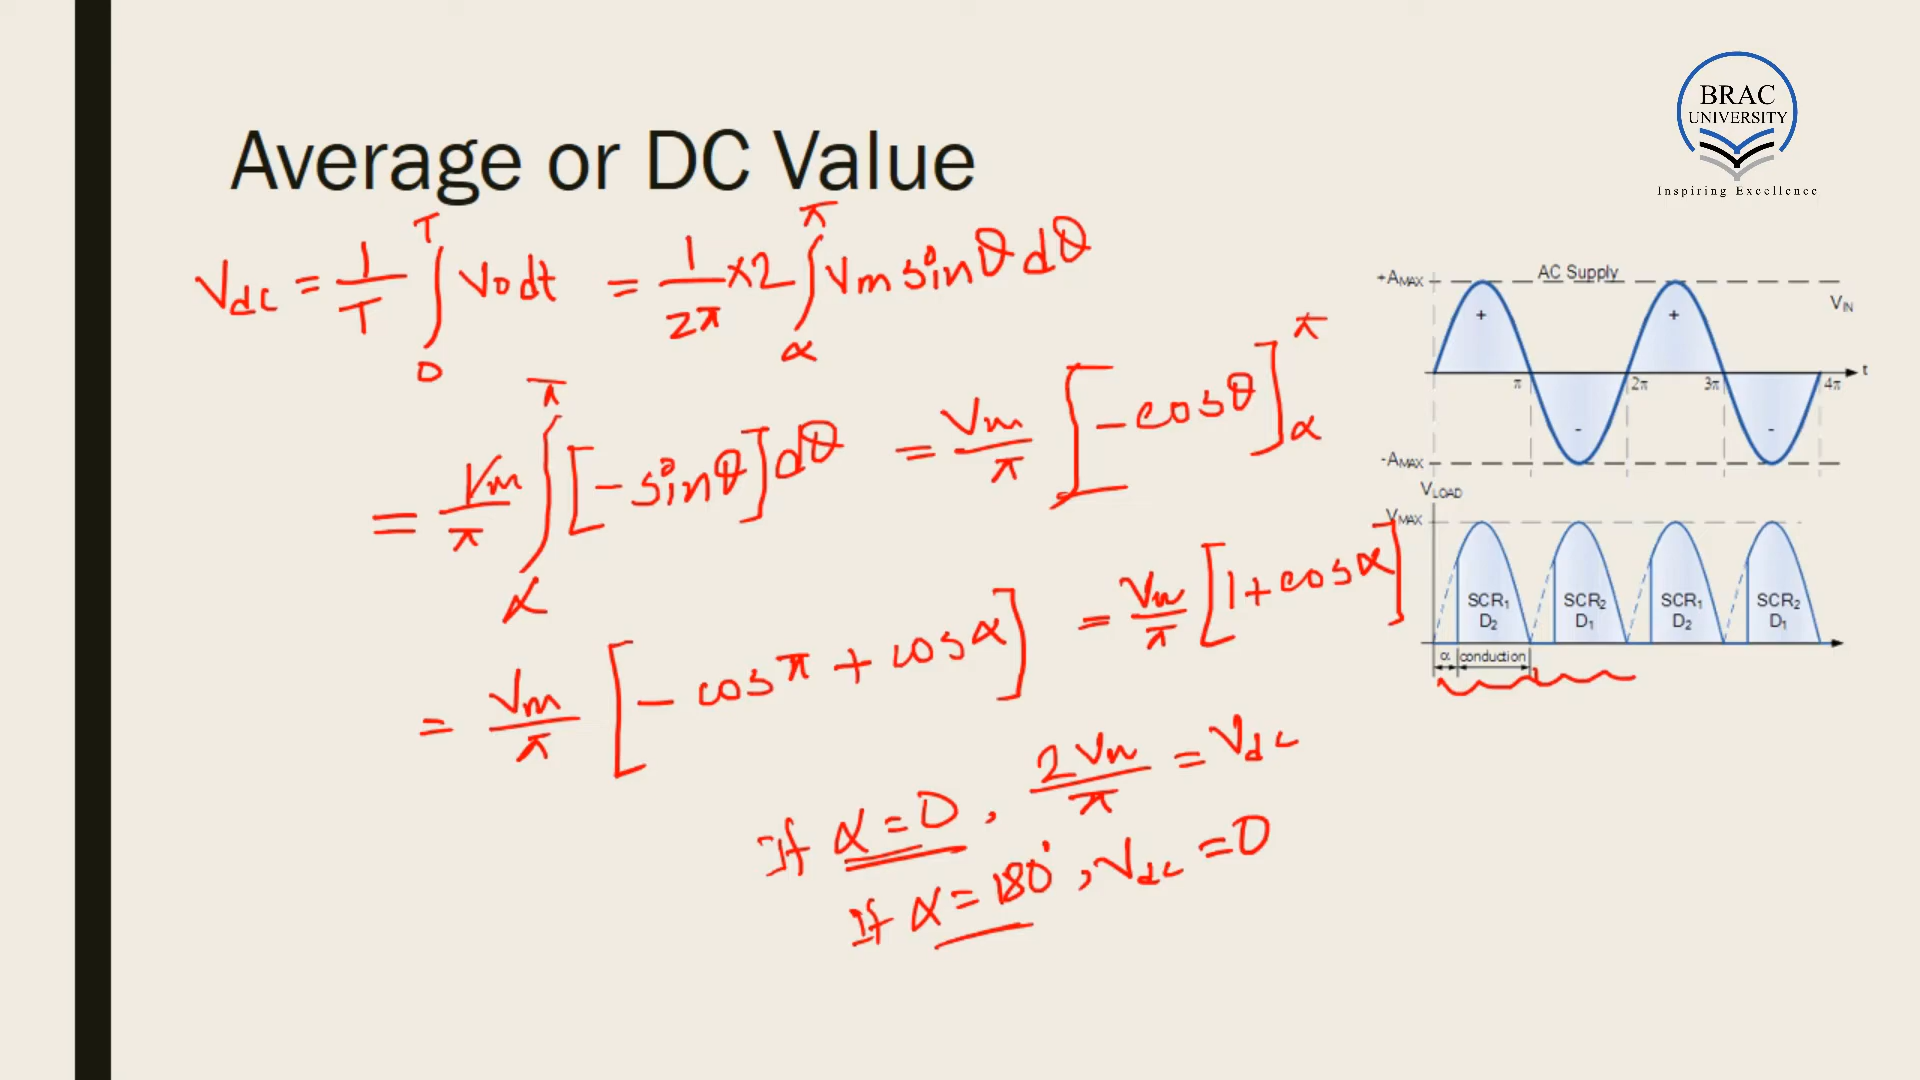 BRAC
UNIVERSITY
Inspiring Excellence
Average or DC Value
Vdc = 1/T ∫₀ᵀ Vo dt = 1/2π ×2 ∫_α^π Vm sinθ dθ
= Vm/π ∫_α^π [-sinθ] dθ = Vm/π [-cosθ]_α^π
= Vm/π [-cosπ + cosα] = Vm/π [1+cosα]
If α=0, 2Vm/π = Vdc
If α=180°, Vdc =0
AC Supply
+AMAX
VIN
+ +
π 2π 3π 4π t
- -
-AMAX
VLOAD
VMAX
SCR₁ SCR₂ SCR₁ SCR₂
D₂ D₁ D₂ D₁
α conduction